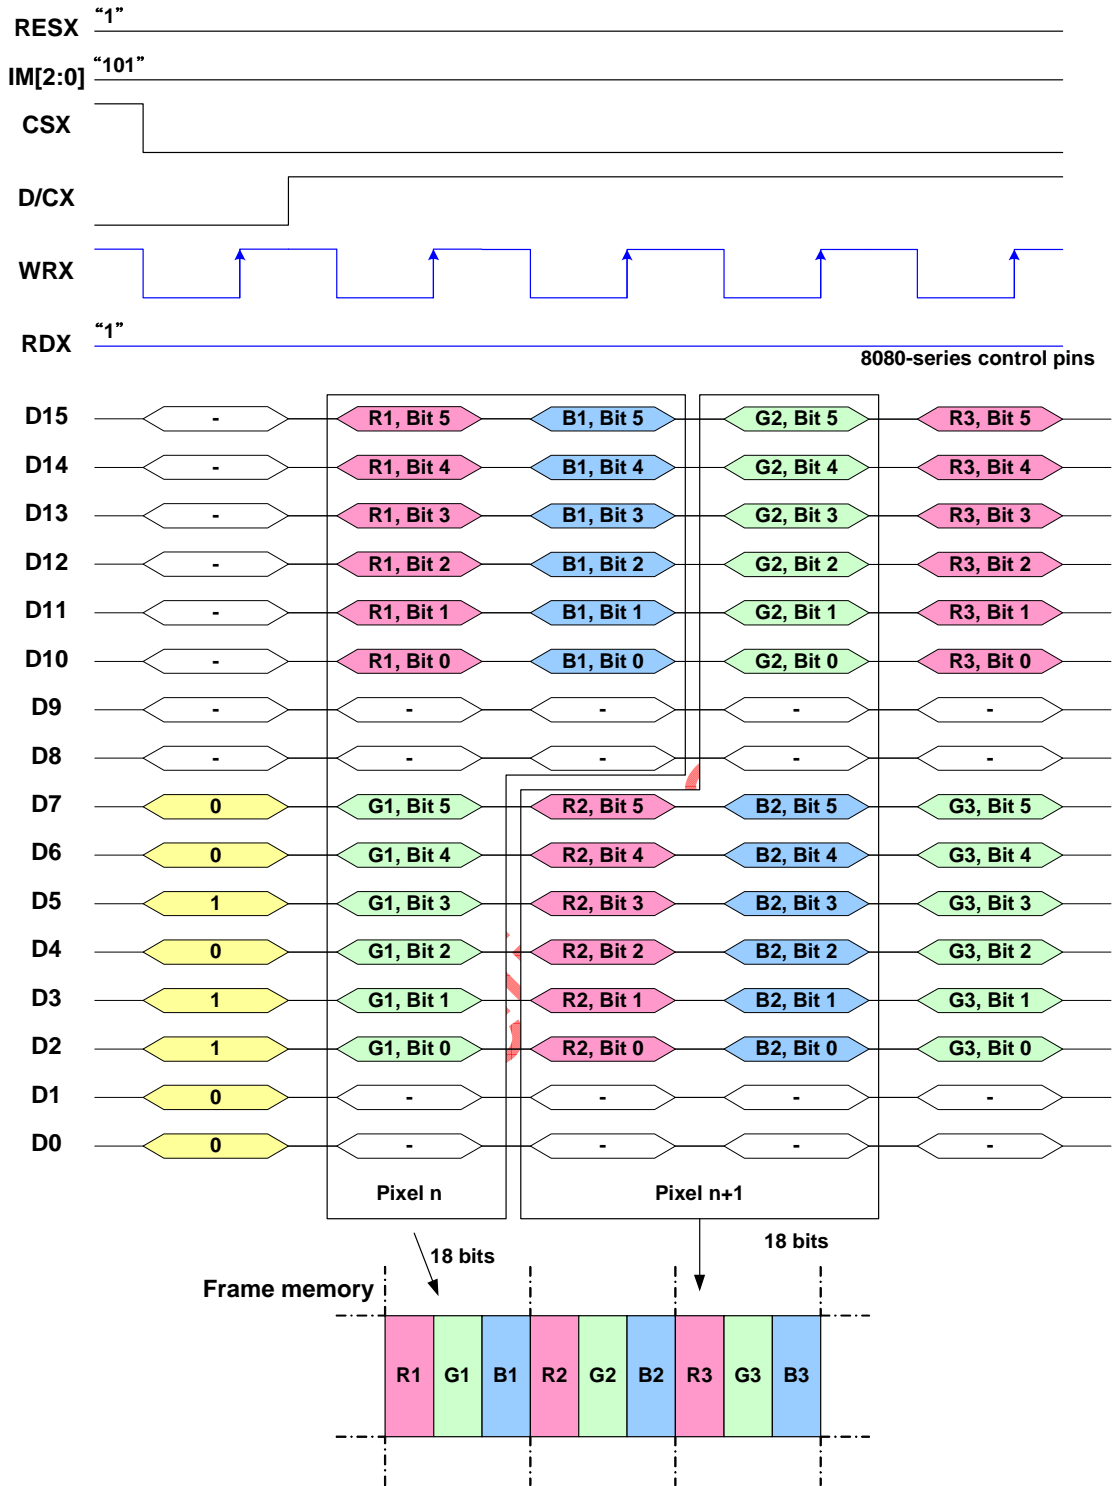 RESX "1"
IM[2:0] "101"
CSX
D/CX
WRX
RDX "1"
8080-series control pins
D15 - R1, Bit 5 B1, Bit 5 G2, Bit 5 R3, Bit 5
D14 - R1, Bit 4 B1, Bit 4 G2, Bit 4 R3, Bit 4
D13 - R1, Bit 3 B1, Bit 3 G2, Bit 3 R3, Bit 3
D12 - R1, Bit 2 B1, Bit 2 G2, Bit 2 R3, Bit 2
D11 - R1, Bit 1 B1, Bit 1 G2, Bit 1 R3, Bit 1
D10 - R1, Bit 0 B1, Bit 0 G2, Bit 0 R3, Bit 0
D9 - - - - -
D8 - - - - -
D7 0 G1, Bit 5 R2, Bit 5 B2, Bit 5 G3, Bit 5
D6 0 G1, Bit 4 R2, Bit 4 B2, Bit 4 G3, Bit 4
D5 1 G1, Bit 3 R2, Bit 3 B2, Bit 3 G3, Bit 3
D4 0 G1, Bit 2 R2, Bit 2 B2, Bit 2 G3, Bit 2
D3 1 G1, Bit 1 R2, Bit 1 B2, Bit 1 G3, Bit 1
D2 1 G1, Bit 0 R2, Bit 0 B2, Bit 0 G3, Bit 0
D1 0 - - - -
D0 0 - - - -
Pixel n Pixel n+1
18 bits 18 bits
Frame memory
R1 G1 B1 R2 G2 B2 R3 G3 B3